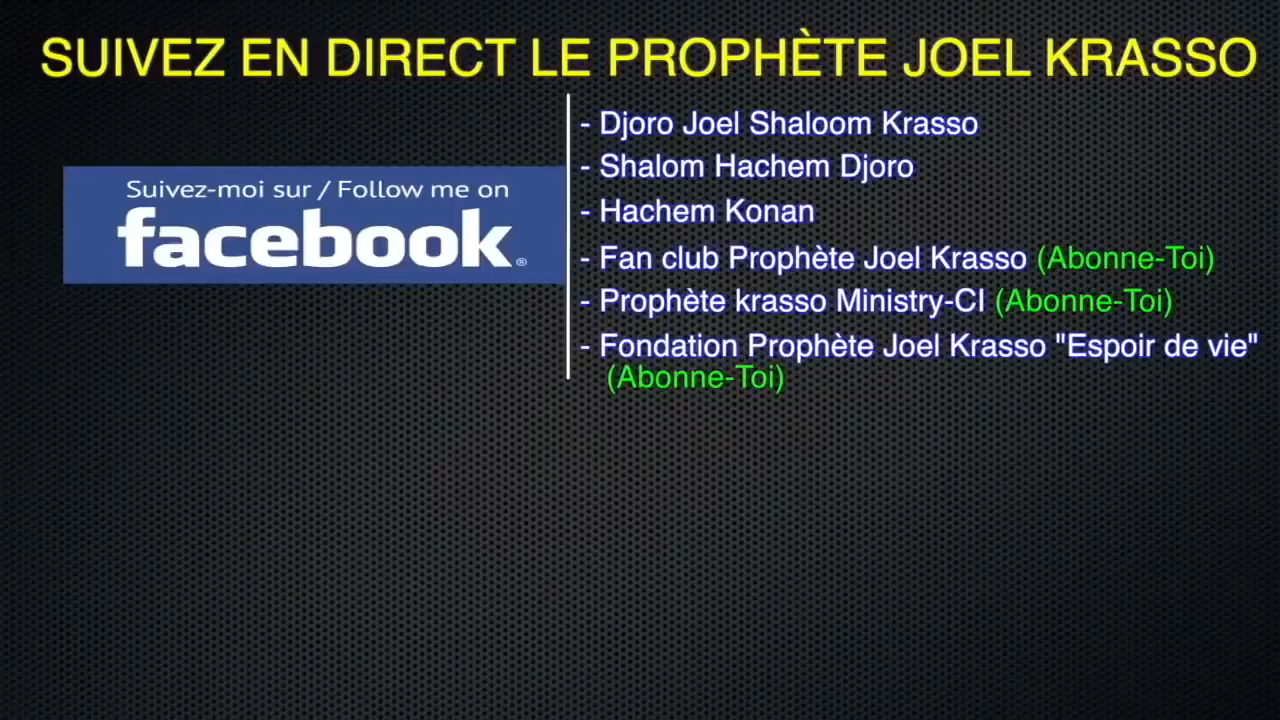 SUIVEZ EN DIRECT LE PROPHÈTE JOEL KRASSO
Suivez-moi sur / Follow me on
facebook®
- Djoro Joel Shaloom Krasso
- Shalom Hachem Djoro
- Hachem Konan
- Fan club Prophète Joel Krasso (Abonne-Toi)
- Prophète krasso Ministry-CI (Abonne-Toi)
- Fondation Prophète Joel Krasso "Espoir de vie"
(Abonne-Toi)